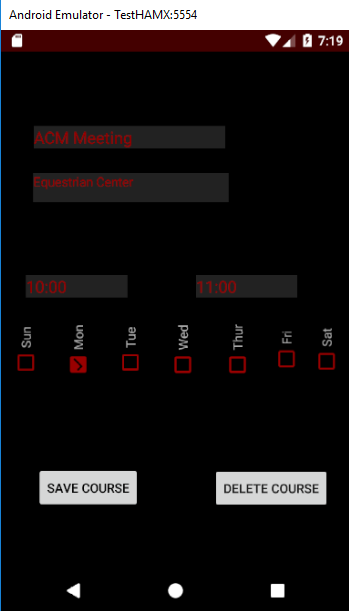 Android Emulator - TestHAMX:5554
7:19
ACM Meeting
Equestrian Center
10:00 11:00
Sun Mon Tue Wed Thur Fri Sat
SAVE COURSE DELETE COURSE